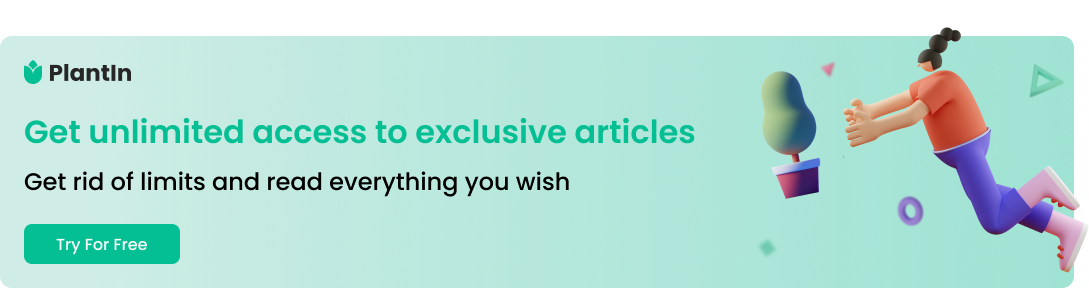 PlantIn
Get unlimited access to exclusive articles
Get rid of limits and read everything you wish
Try For Free